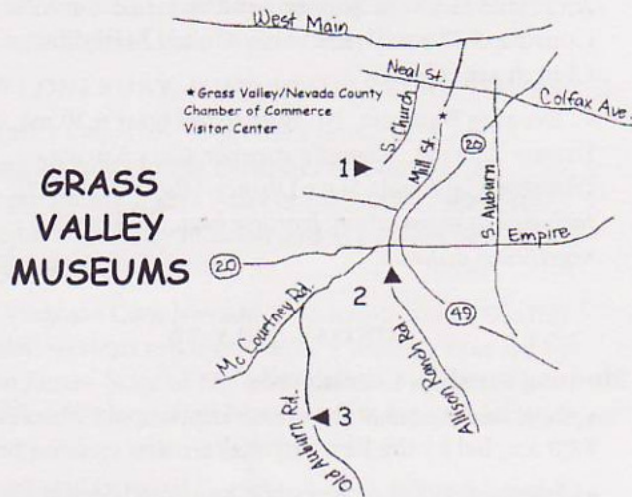 West Main
Neal St.
★Grass Valley/Nevada County
Chamber of Commerce
Visitor Center
Colfax Ave.
S. Church
Mill St.
20
1
S. Auburn
GRASS
VALLEY
MUSEUMS
Empire
20
2
Mc Courtney Rd.
49
Allison Ranch Rd.
3
Old Auburn Rd.